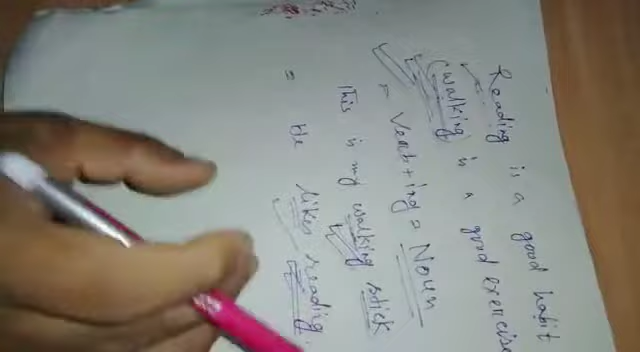 Reading is a good habit
(walking) is a good exercise
= Verb+ing = Noun
This is my walking stick
= He likes reading.